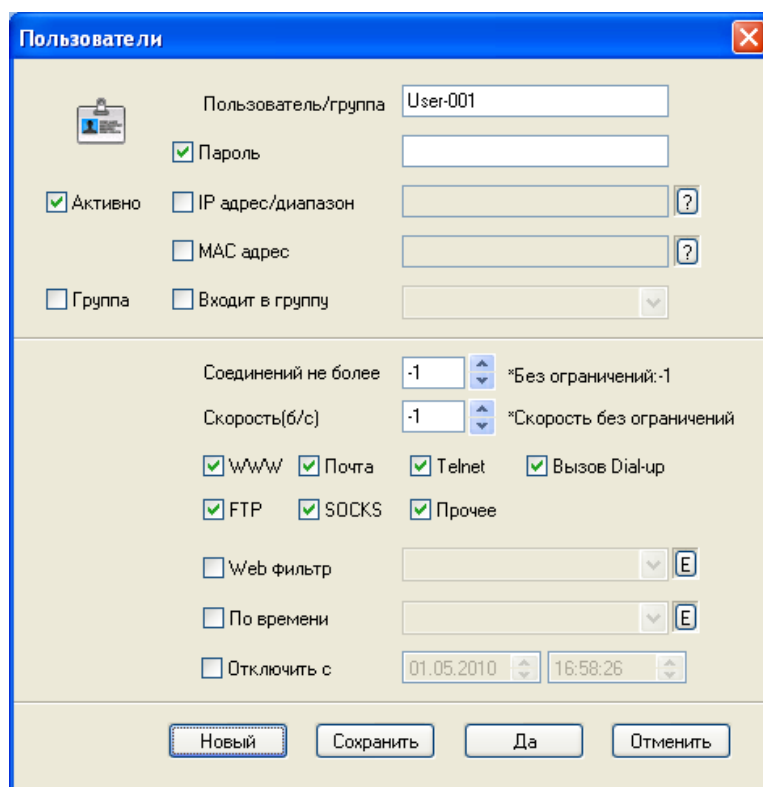 Пользователи
Пользователь/группа User-001
Пароль
Активно IP адрес/диапазон ?
MAC адрес ?
Группа Входит в группу
Соединений не более -1 *Без ограничений:-1
Скорость(б/с) -1 *Скорость без ограничений
WWW Почта Telnet Вызов Dial-up
FTP SOCKS Прочее
Web фильтр E
По времени E
Отключить с 01.05.2010 16:58:26
Новый Сохранить Да Отменить